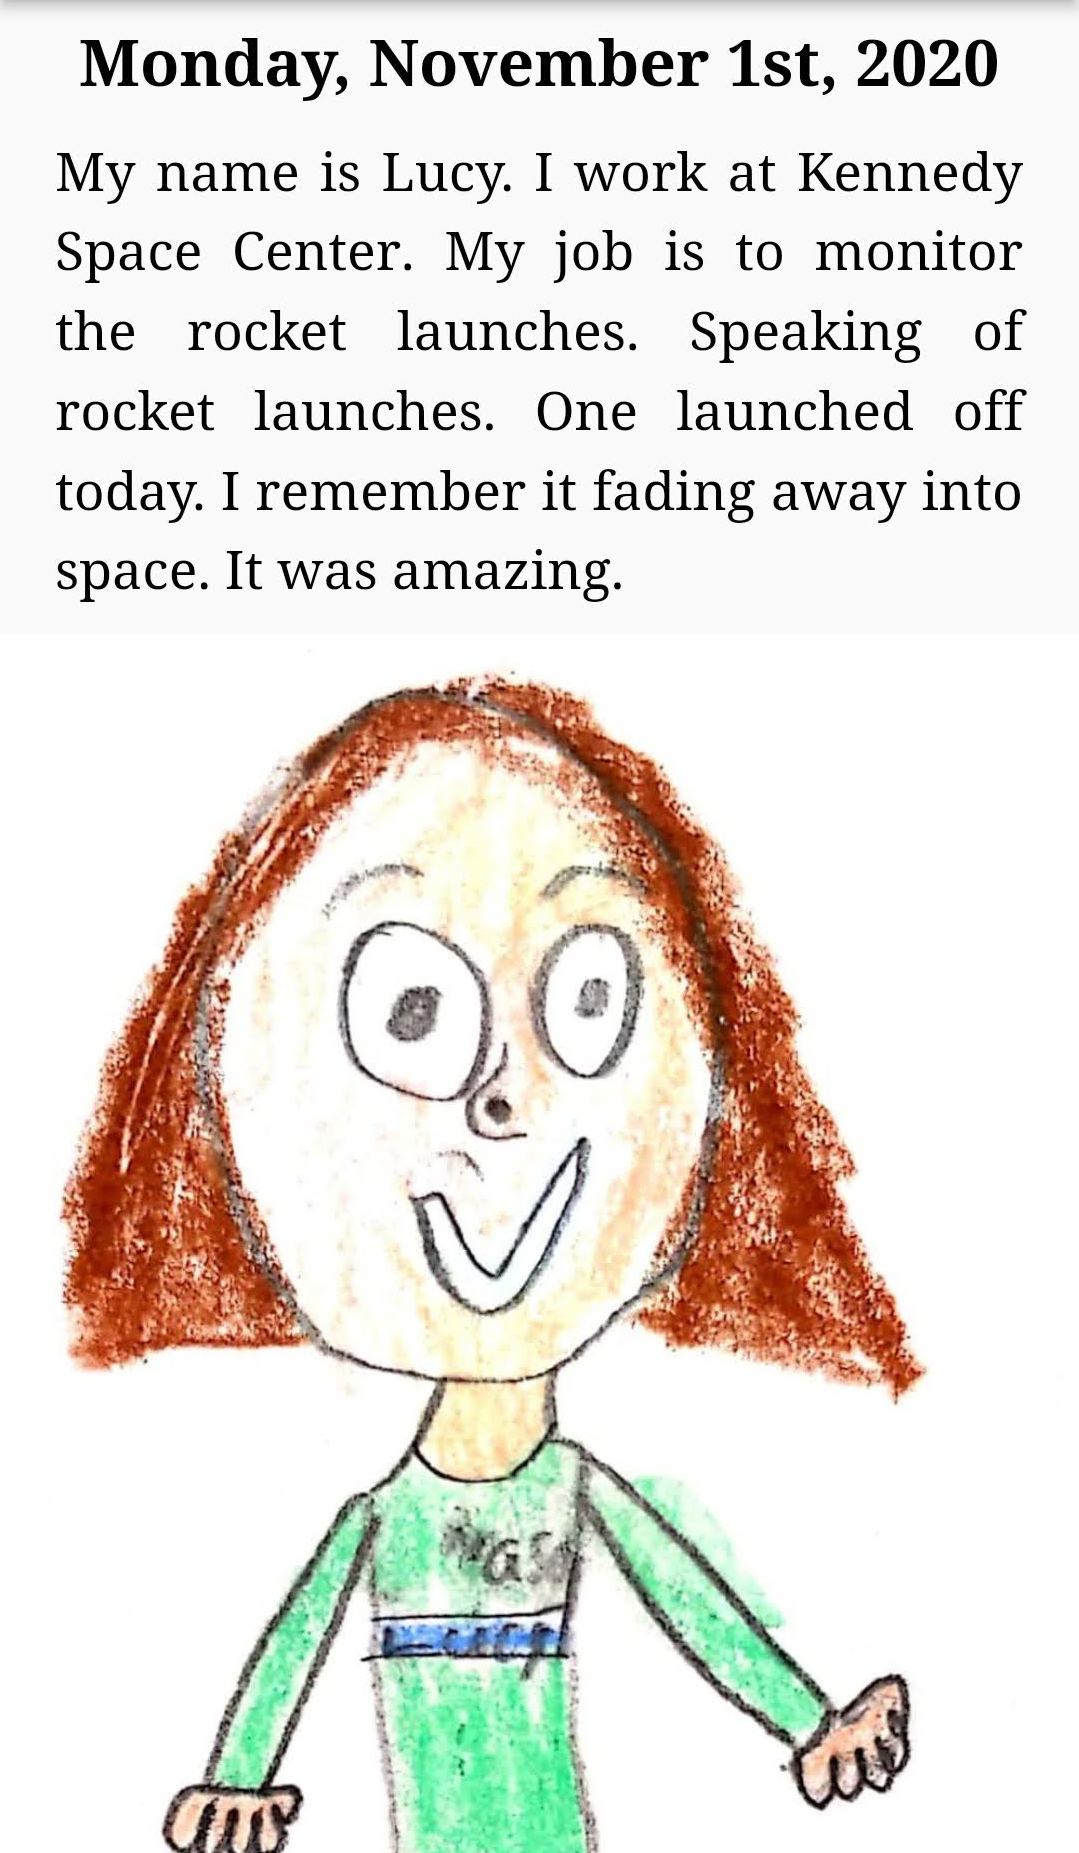 Monday, November 1st, 2020
My name is Lucy. I work at Kennedy
Space Center. My job is to monitor
the rocket launches. Speaking of
rocket launches. One launched off
today. I remember it fading away into
space. It was amazing.